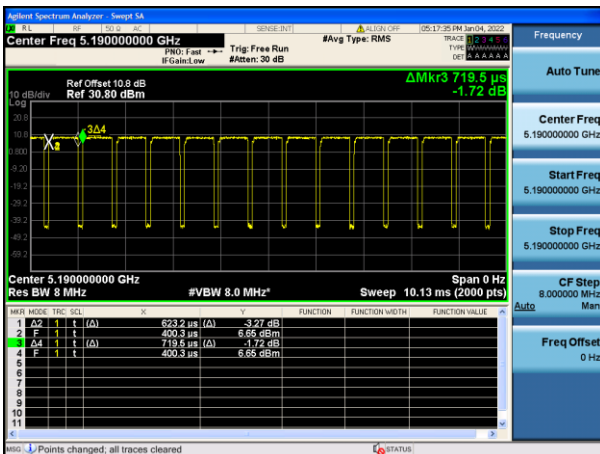 Agilent Spectrum Analyzer - Swept SA
RL RF 50 Ω AC SENSE:INT ALIGN OFF 05:17:35 PM Jan 04, 2022
Center Freq 5.190000000 GHz
PNO: Fast
IFGain:Low
Trig: Free Run
#Atten: 30 dB
#Avg Type: RMS
TRACE 1 2 3 4 5 6
TYPE
DET A A A A A A
Ref Offset 10.8 dB
10 dB/div Ref 30.80 dBm
Log
ΔMkr3 719.5 µs
-1.72 dB
20.8
10.8
0.800
-9.20
-19.2
-29.2
-39.2
-49.2
-59.2
3Δ4
Center 5.190000000 GHz Span 0 Hz
Res BW 8 MHz #VBW 8.0 MHz* Sweep 10.13 ms (2000 pts)
MKR MODE TRC SCL X Y FUNCTION FUNCTION WIDTH FUNCTION VALUE
1 Δ2 1 t (Δ) 623.2 µs (Δ) -3.27 dB
2 F 1 t 400.3 µs 6.65 dBm
3 Δ4 1 t (Δ) 719.5 µs (Δ) -1.72 dB
4 F 1 t 400.3 µs 6.65 dBm
5
6
7
8
9
10
11
MSG Points changed; all traces cleared STATUS
Frequency
Auto Tune
Center Freq
5.190000000 GHz
Start Freq
5.190000000 GHz
Stop Freq
5.190000000 GHz
CF Step
8.000000 MHz
Auto Man
Freq Offset
0 Hz